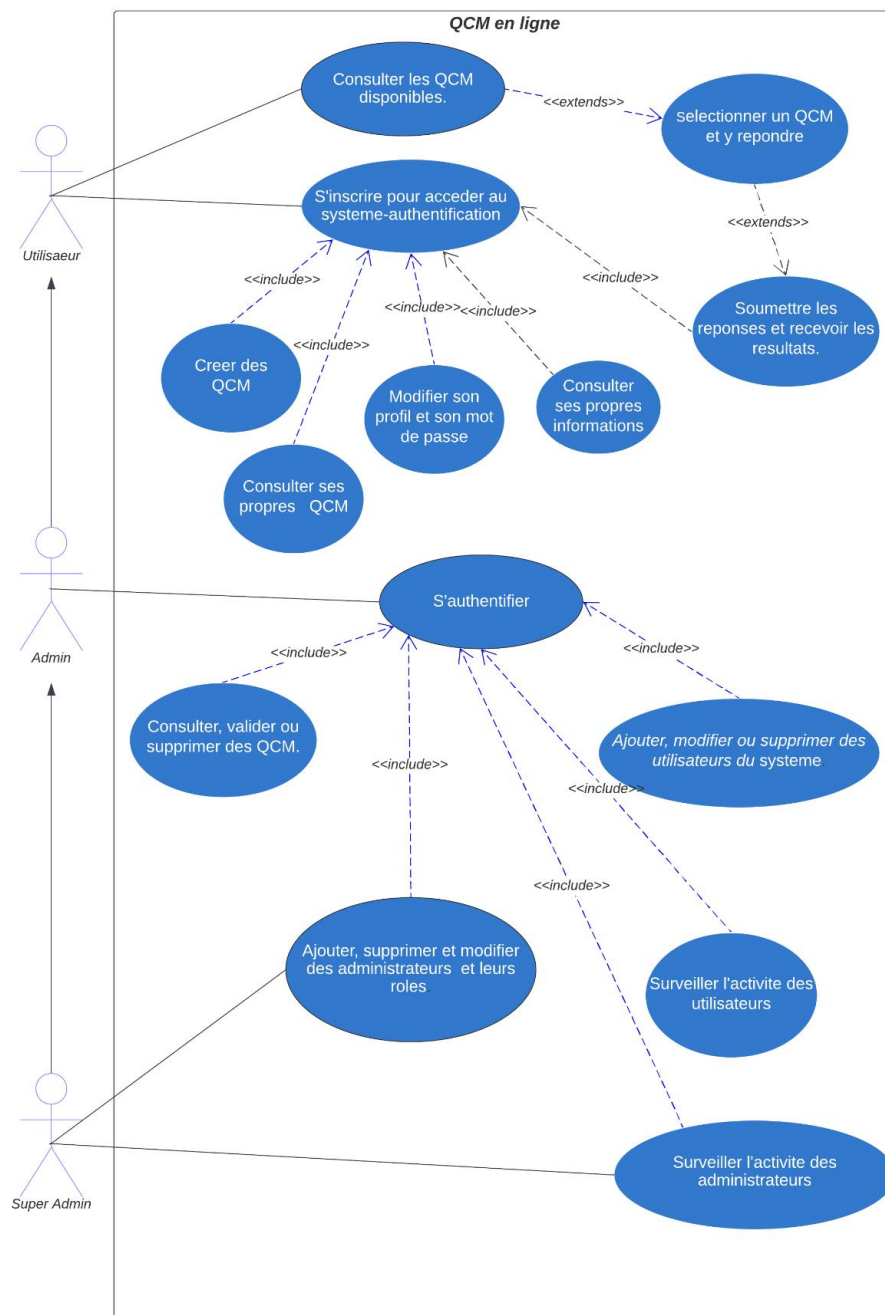 QCM en ligne
Consulter les QCM
disponibles.
<<extends>>
selectionner un QCM
et y repondre
S'inscrire pour acceder au
systeme-authentification
<<extends>>
Utilisaeur
<<include>>
<<include>>
<<include>>
<<include>>
<<include>>
Soumettre les
reponses et recevoir les
resultats.
Creer des
QCM
Modifier son
profil et son mot
de passe
Consulter
ses propres
informations
Consulter ses
propres QCM
S'authentifier
Admin
<<include>>
<<include>>
Consulter, valider ou
supprimer des QCM.
Ajouter, modifier ou supprimer des
utilisateurs du systeme.
<<include>>
<<include>>
<<include>>
Ajouter, supprimer et modifier
des administrateurs et leurs
roles.
Surveiller l'activite des
utilisateurs
Surveiller l'activite des
administrateurs
Super Admin